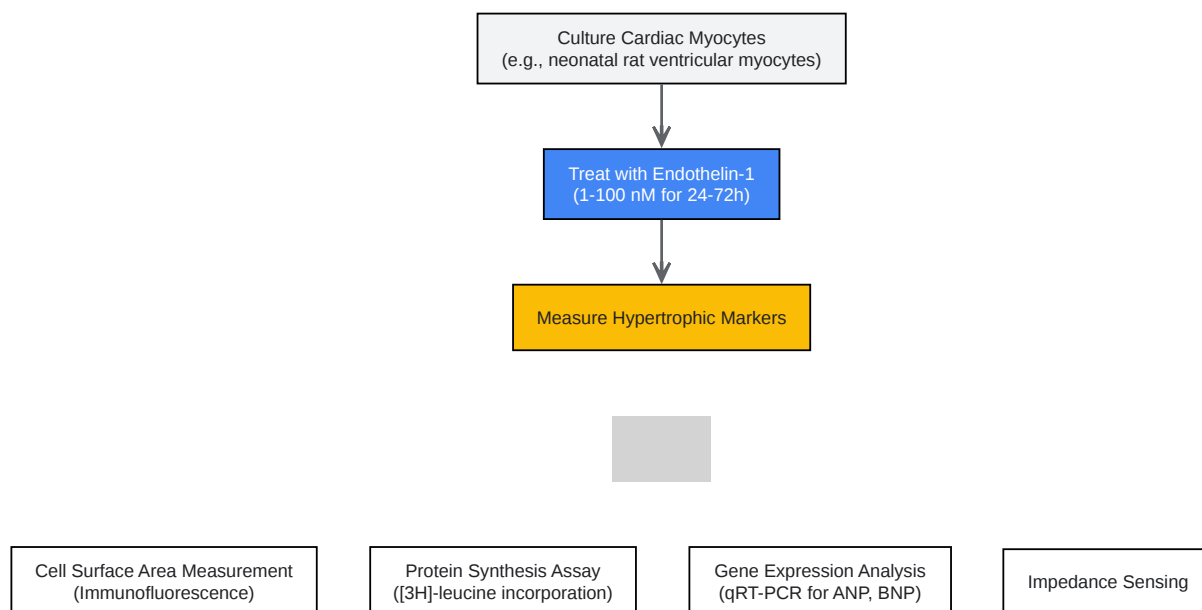 Culture Cardiac Myocytes
(e.g., neonatal rat ventricular myocytes)
Treat with Endothelin-1
(1-100 nM for 24-72h)
Measure Hypertrophic Markers
Cell Surface Area Measurement
(Immunofluorescence)
Protein Synthesis Assay
([3H]-leucine incorporation)
Gene Expression Analysis
(qRT-PCR for ANP, BNP)
Impedance Sensing